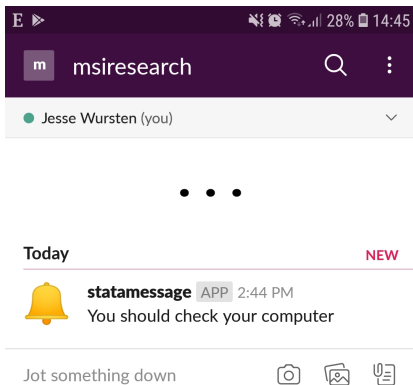 E 28% 14:45
m msiresearch
Jesse Wursten (you)
• • •
Today NEW
statamessage APP 2:44 PM
You should check your computer
Jot something down